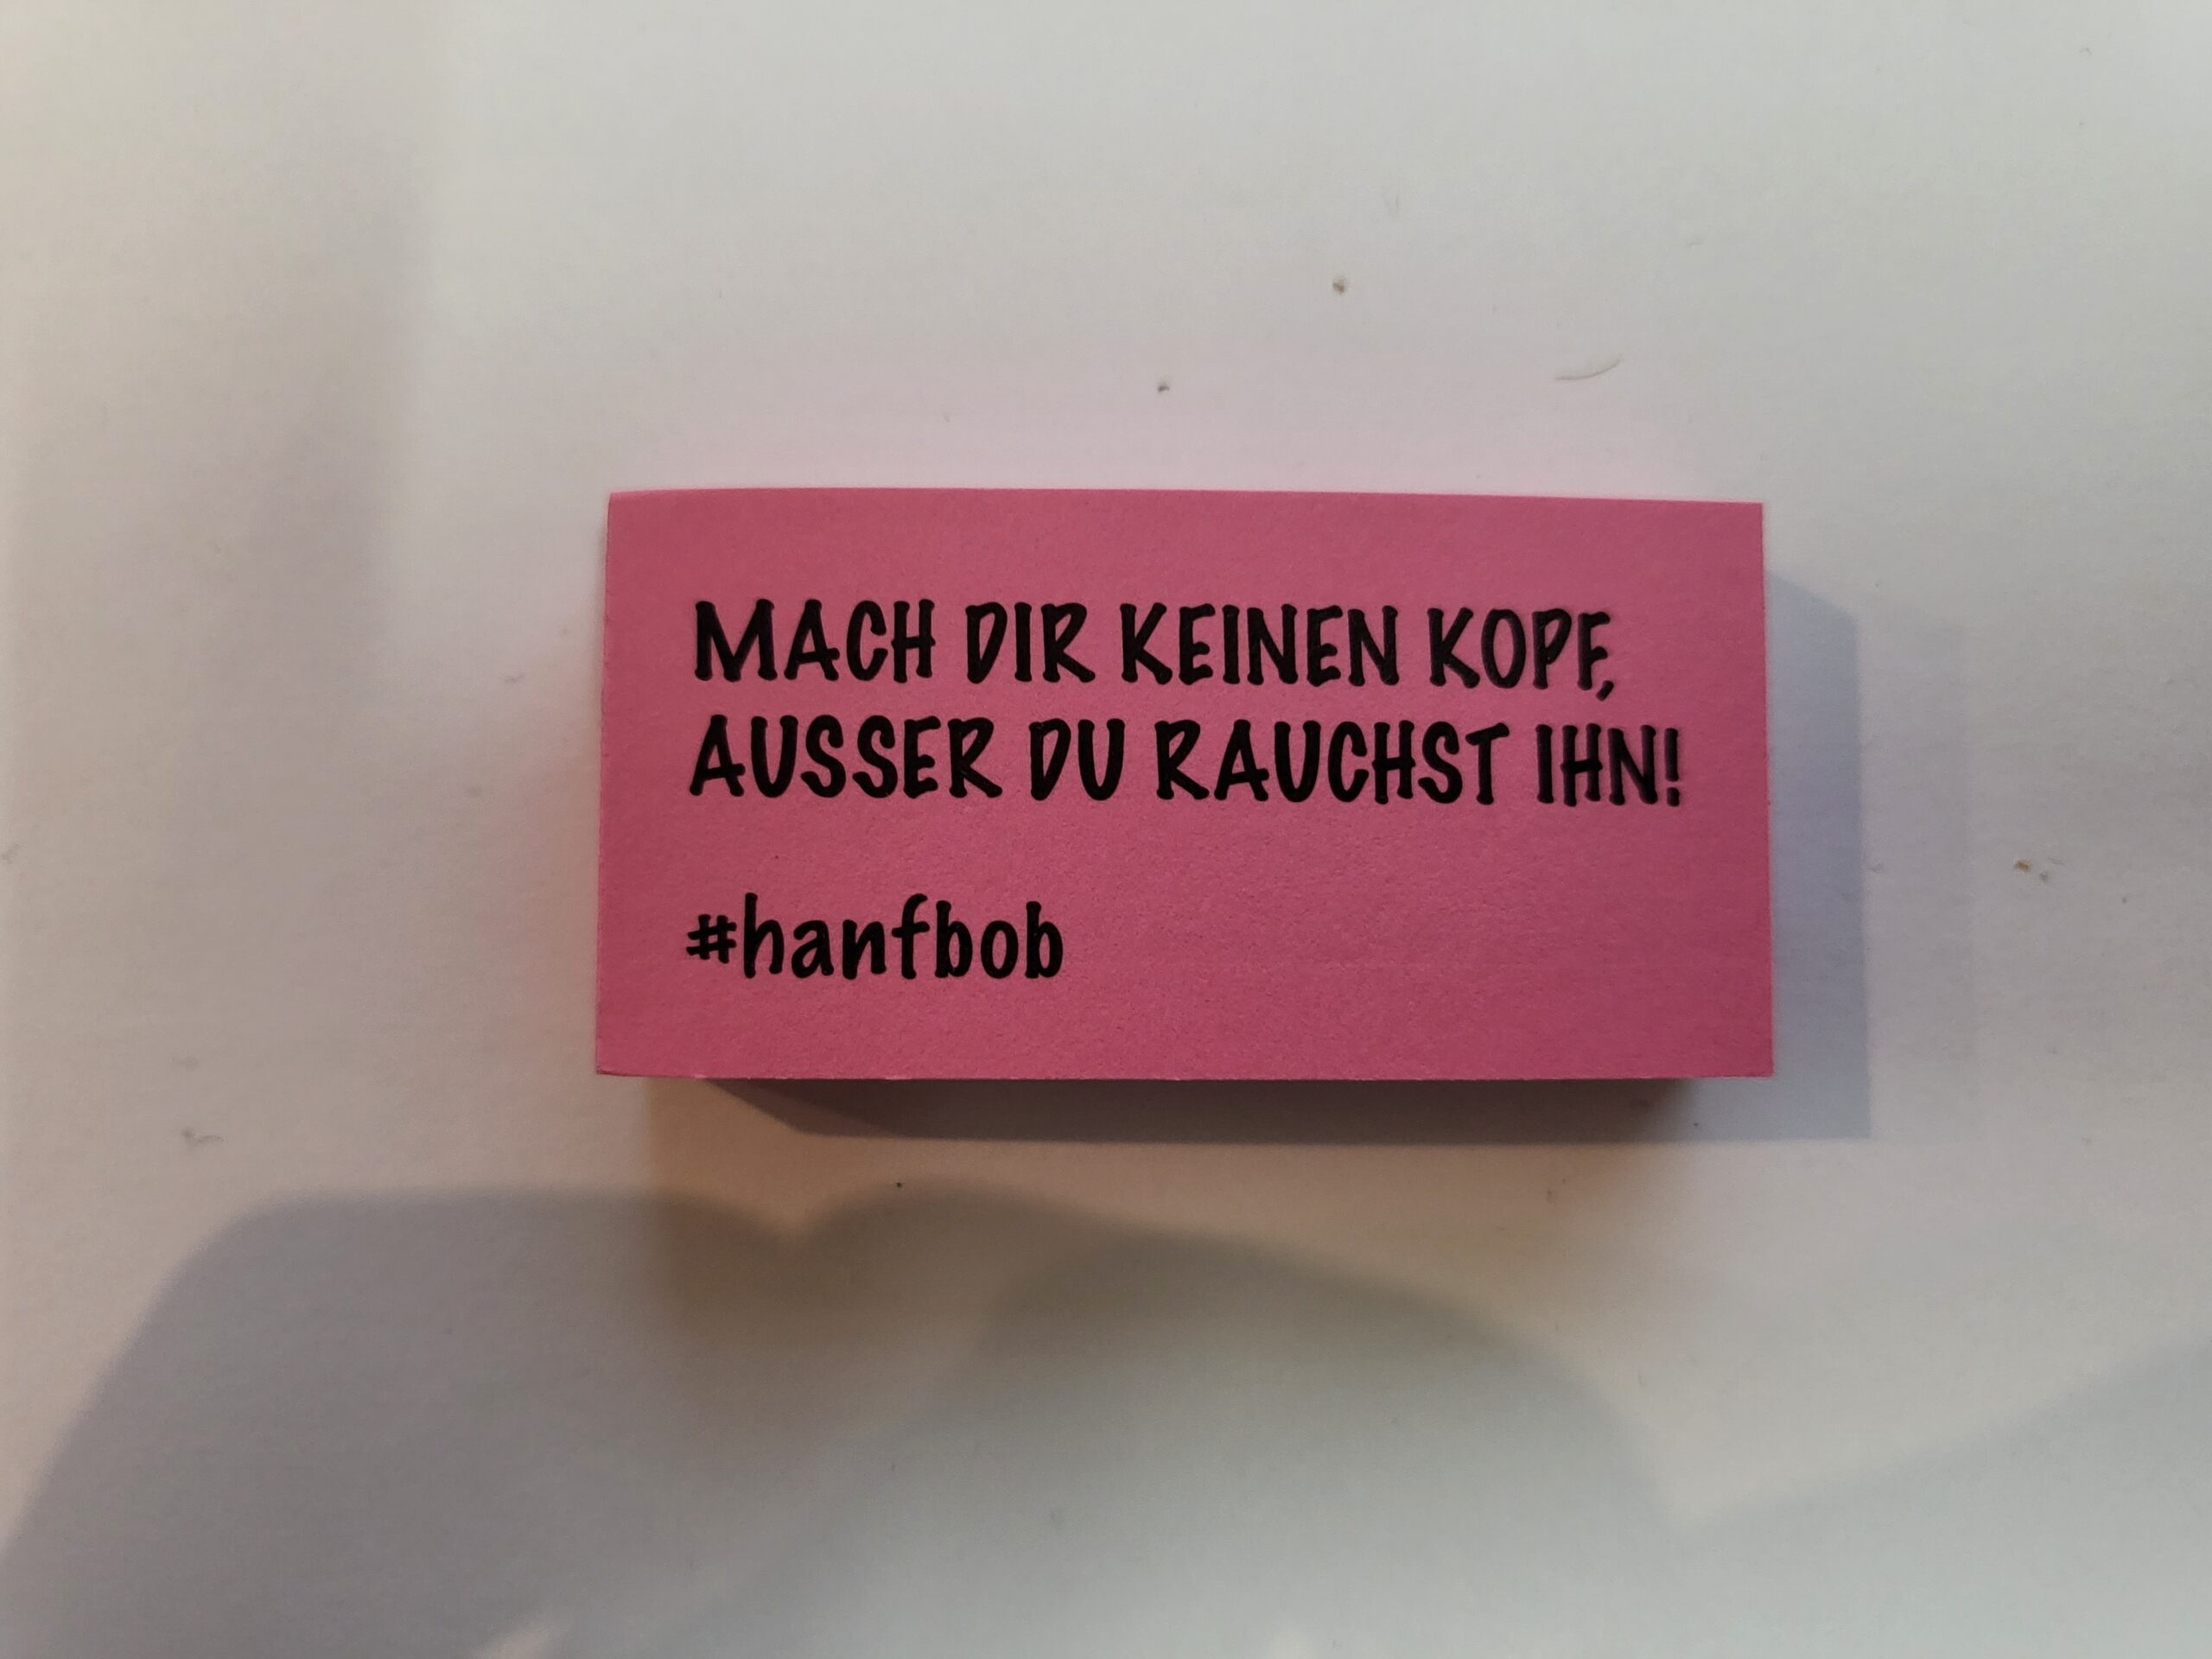 MACH DIR KEINEN KOPF,
AUSSER DU RAUCHST IHN!
#hanfbob